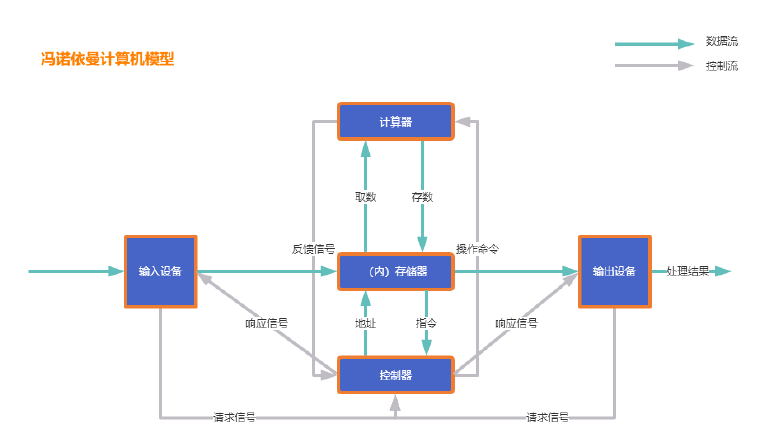 数据流
冯诺依曼计算机模型
控制流
计算器
取数
存数
反馈信号
操作命令
输入设备
（内）存储器
输出设备
处理结果
响应信号
地址
指令
响应信号
控制器
请求信号
请求信号